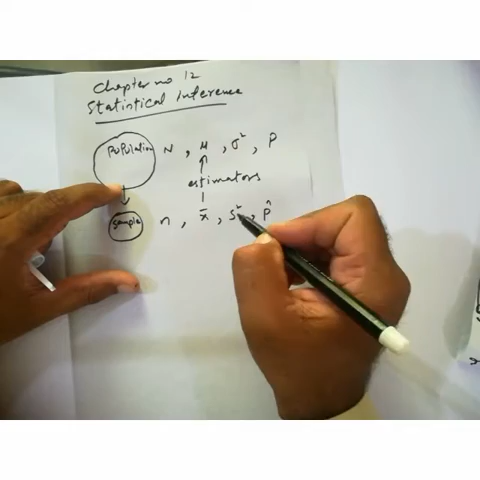 Chapter no 12
Statistical inference
Population N , μ , σ² , P
estimators
Sample n , x̄ , S² , p̂